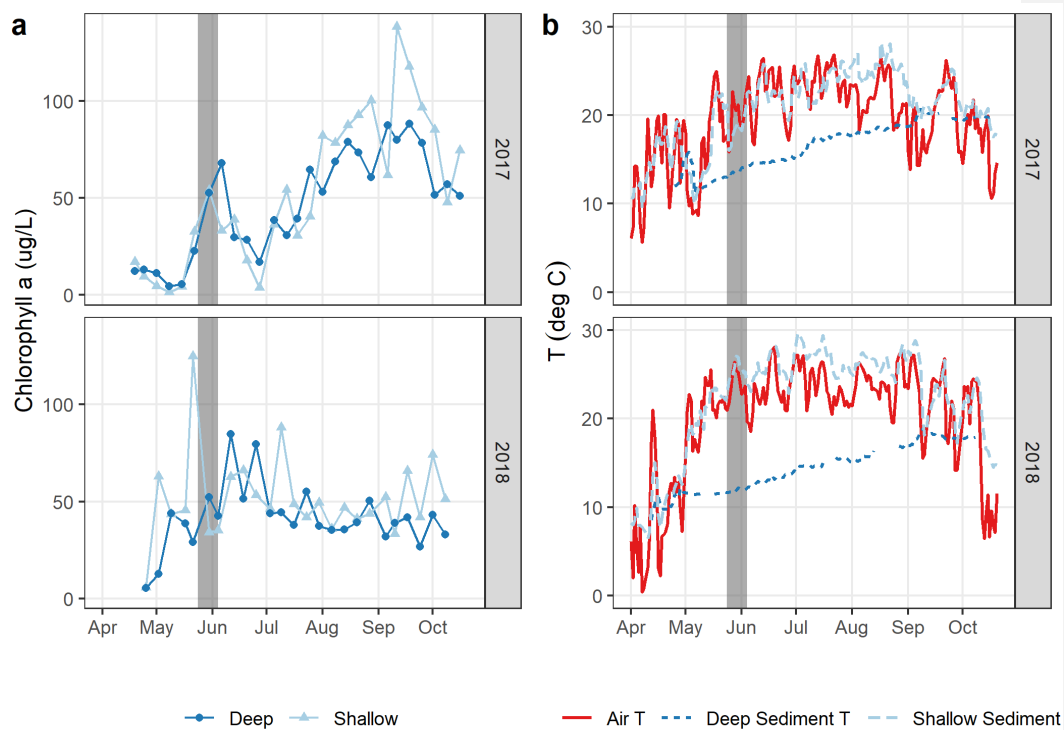 a
Chlorophyll a (ug/L)
100
50
0
2017
100
50
0
2018
Apr May Jun Jul Aug Sep Oct
Deep Shallow
b
T (deg C)
30
20
10
0
2017
30
20
10
0
2018
Apr May Jun Jul Aug Sep Oct
Air T Deep Sediment T Shallow Sediment